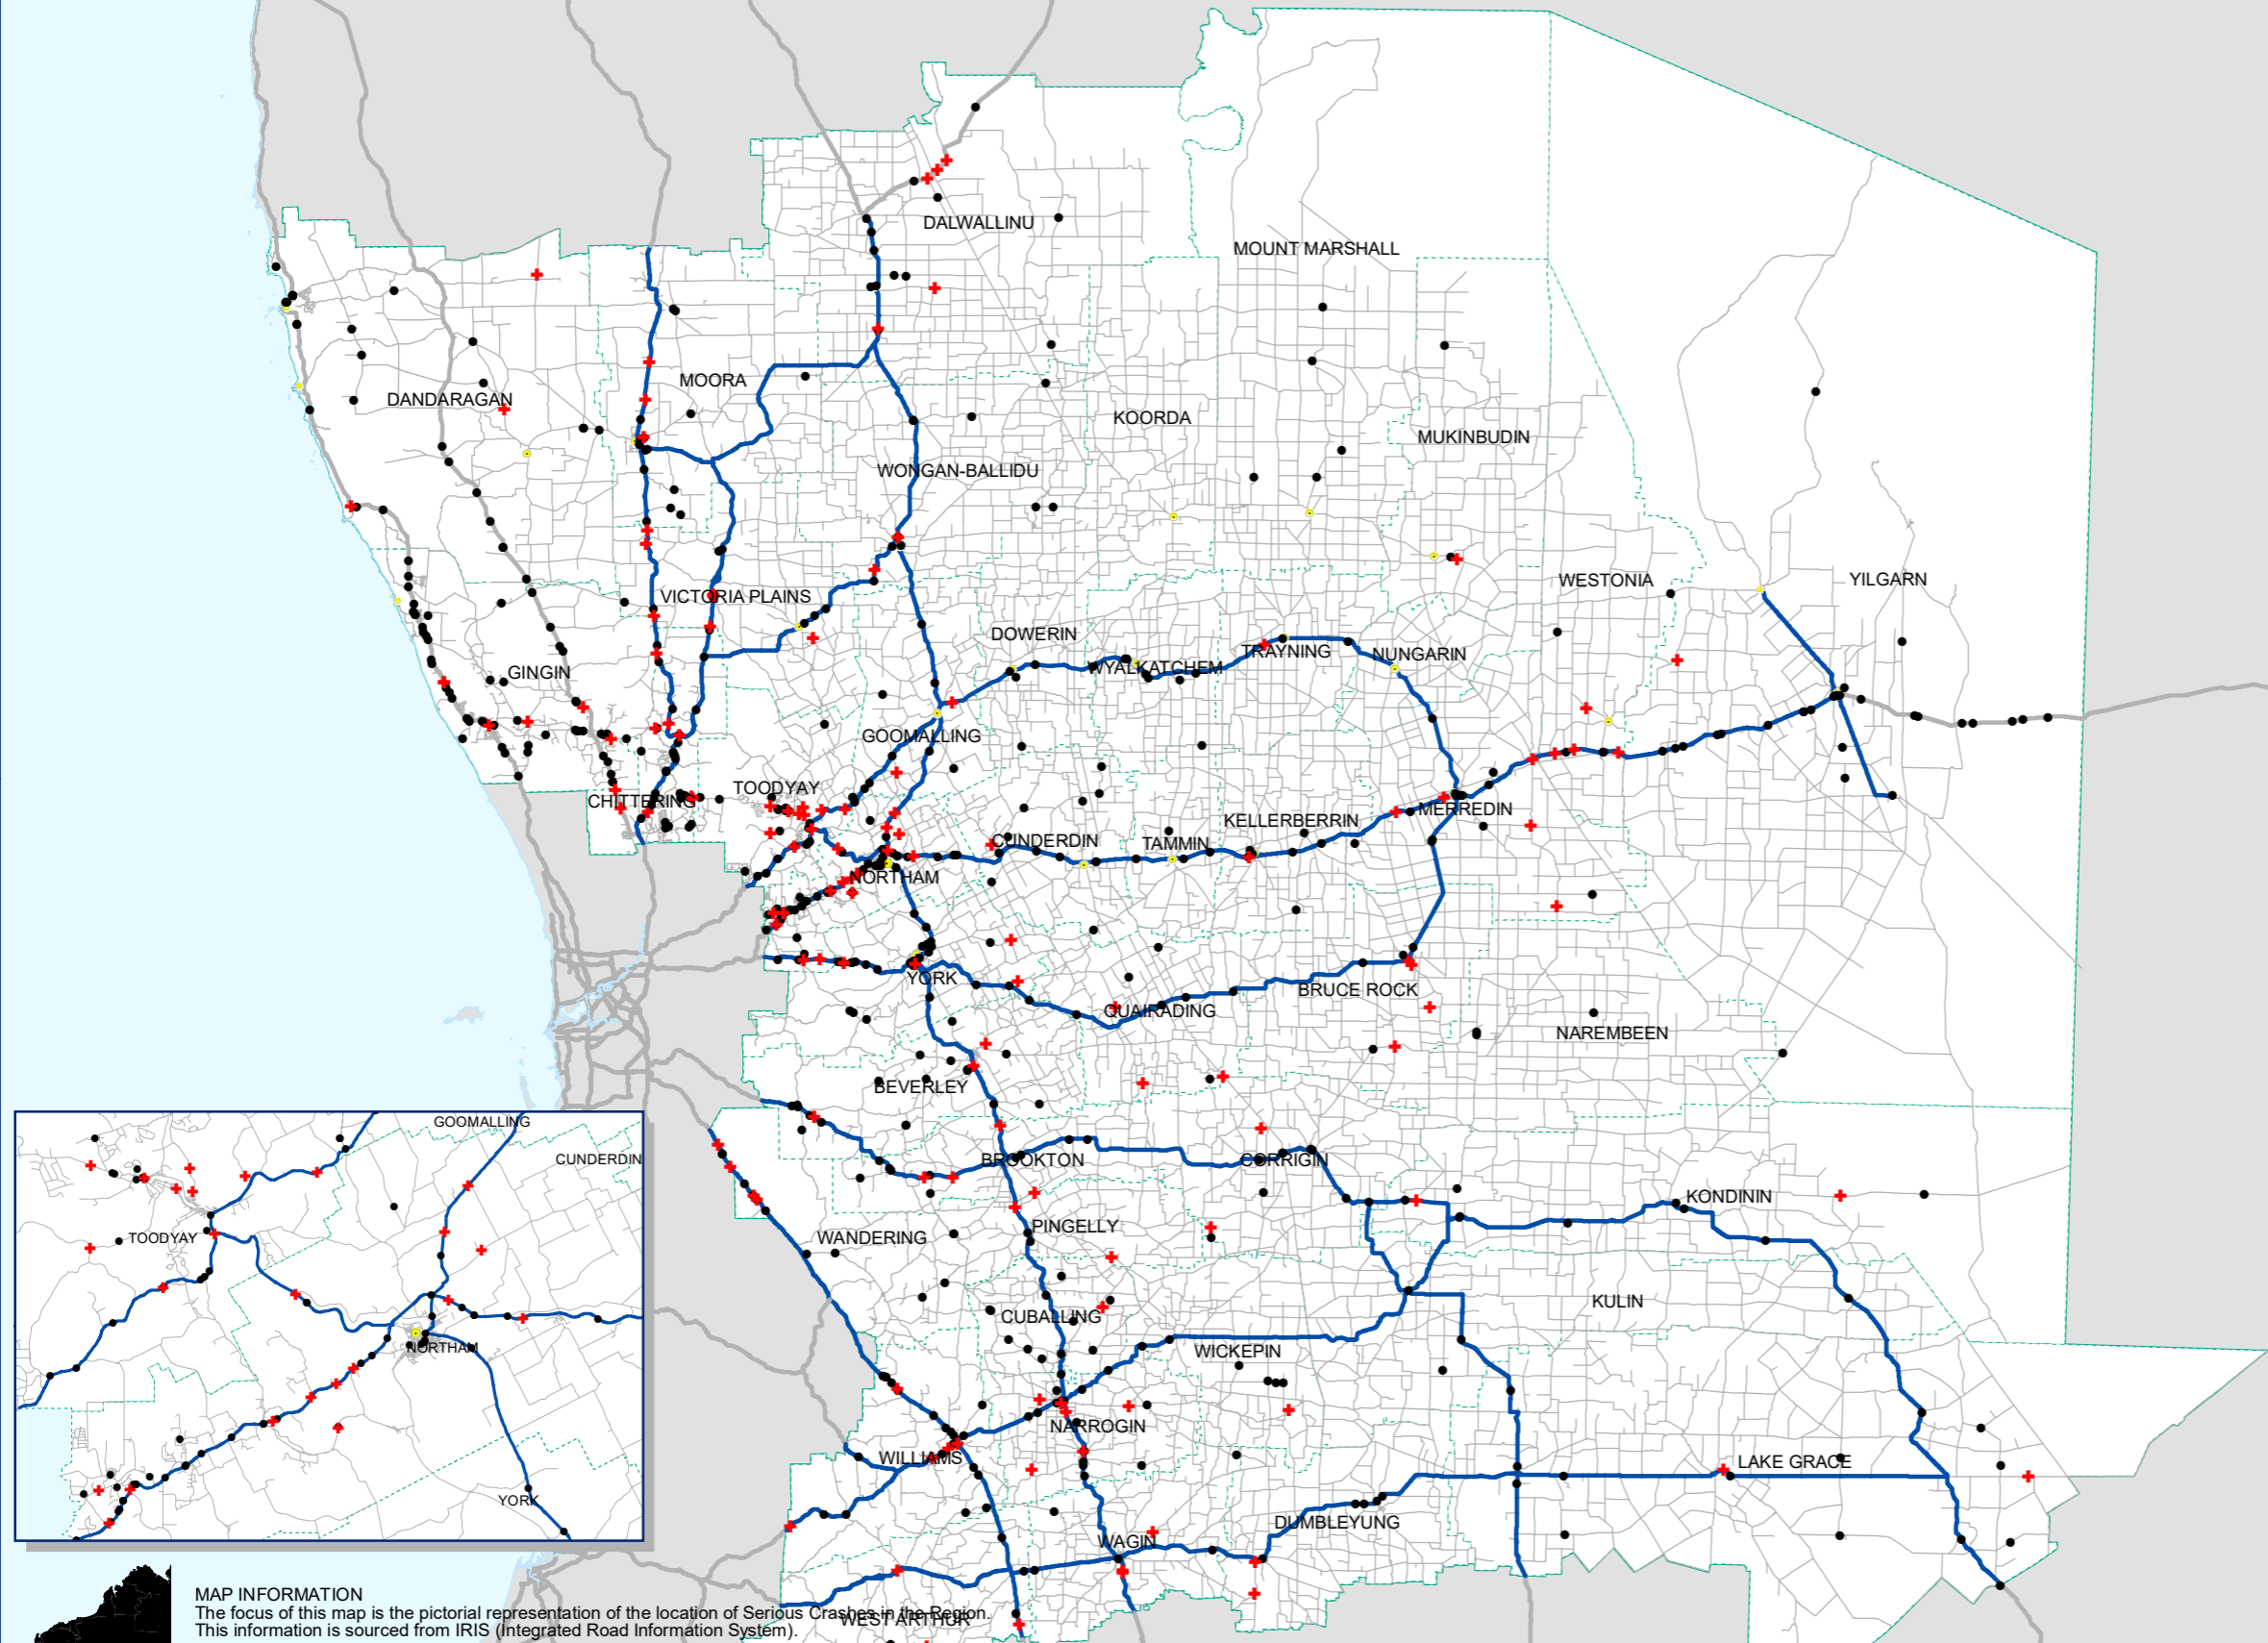 DALWALLINU
MOUNT MARSHALL
MOORA
DANDARAGAN
KOORDA
MUKINBUDIN
WONGAN-BALLIDU
WESTONIA
YILGARN
VICTORIA PLAINS
DOWERIN
TRAYNING
NUNGARIN
WYALKATCHEM
GINGIN
GOOMALLING
TOODYAY
CHITTERING
MERREDIN
KELLERBERRIN
CUNDERDIN
TAMMIN
NORTHAM
YORK
BRUCE ROCK
QUAIRADING
NAREMBEEN
BEVERLEY
BROOKTON
CORRIGIN
KONDININ
PINGELLY
WANDERING
KULIN
CUBALLING
WICKEPIN
NARROGIN
WILLIAMS
LAKE GRACE
DUMBLEYUNG
WAGIN
WEST ARTHUR
GOOMALLING
CUNDERDIN
TOODYAY
NORTHAM
YORK
MAP INFORMATION
The focus of this map is the pictorial representation of the location of Serious Crashes in the Region.
This information is sourced from IRIS (Integrated Road Information System).